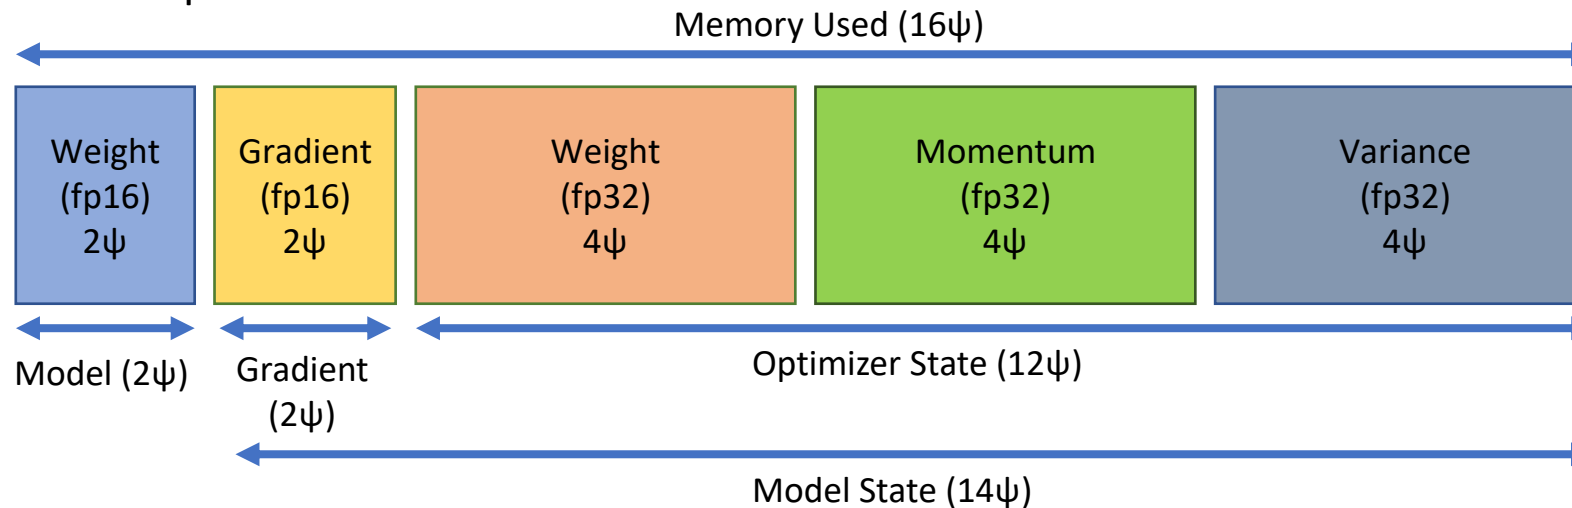 Memory Used (16ψ)
Weight
(fp16)
2ψ
Gradient
(fp16)
2ψ
Weight
(fp32)
4ψ
Momentum
(fp32)
4ψ
Variance
(fp32)
4ψ
Model (2ψ)
Gradient
(2ψ)
Optimizer State (12ψ)
Model State (14ψ)